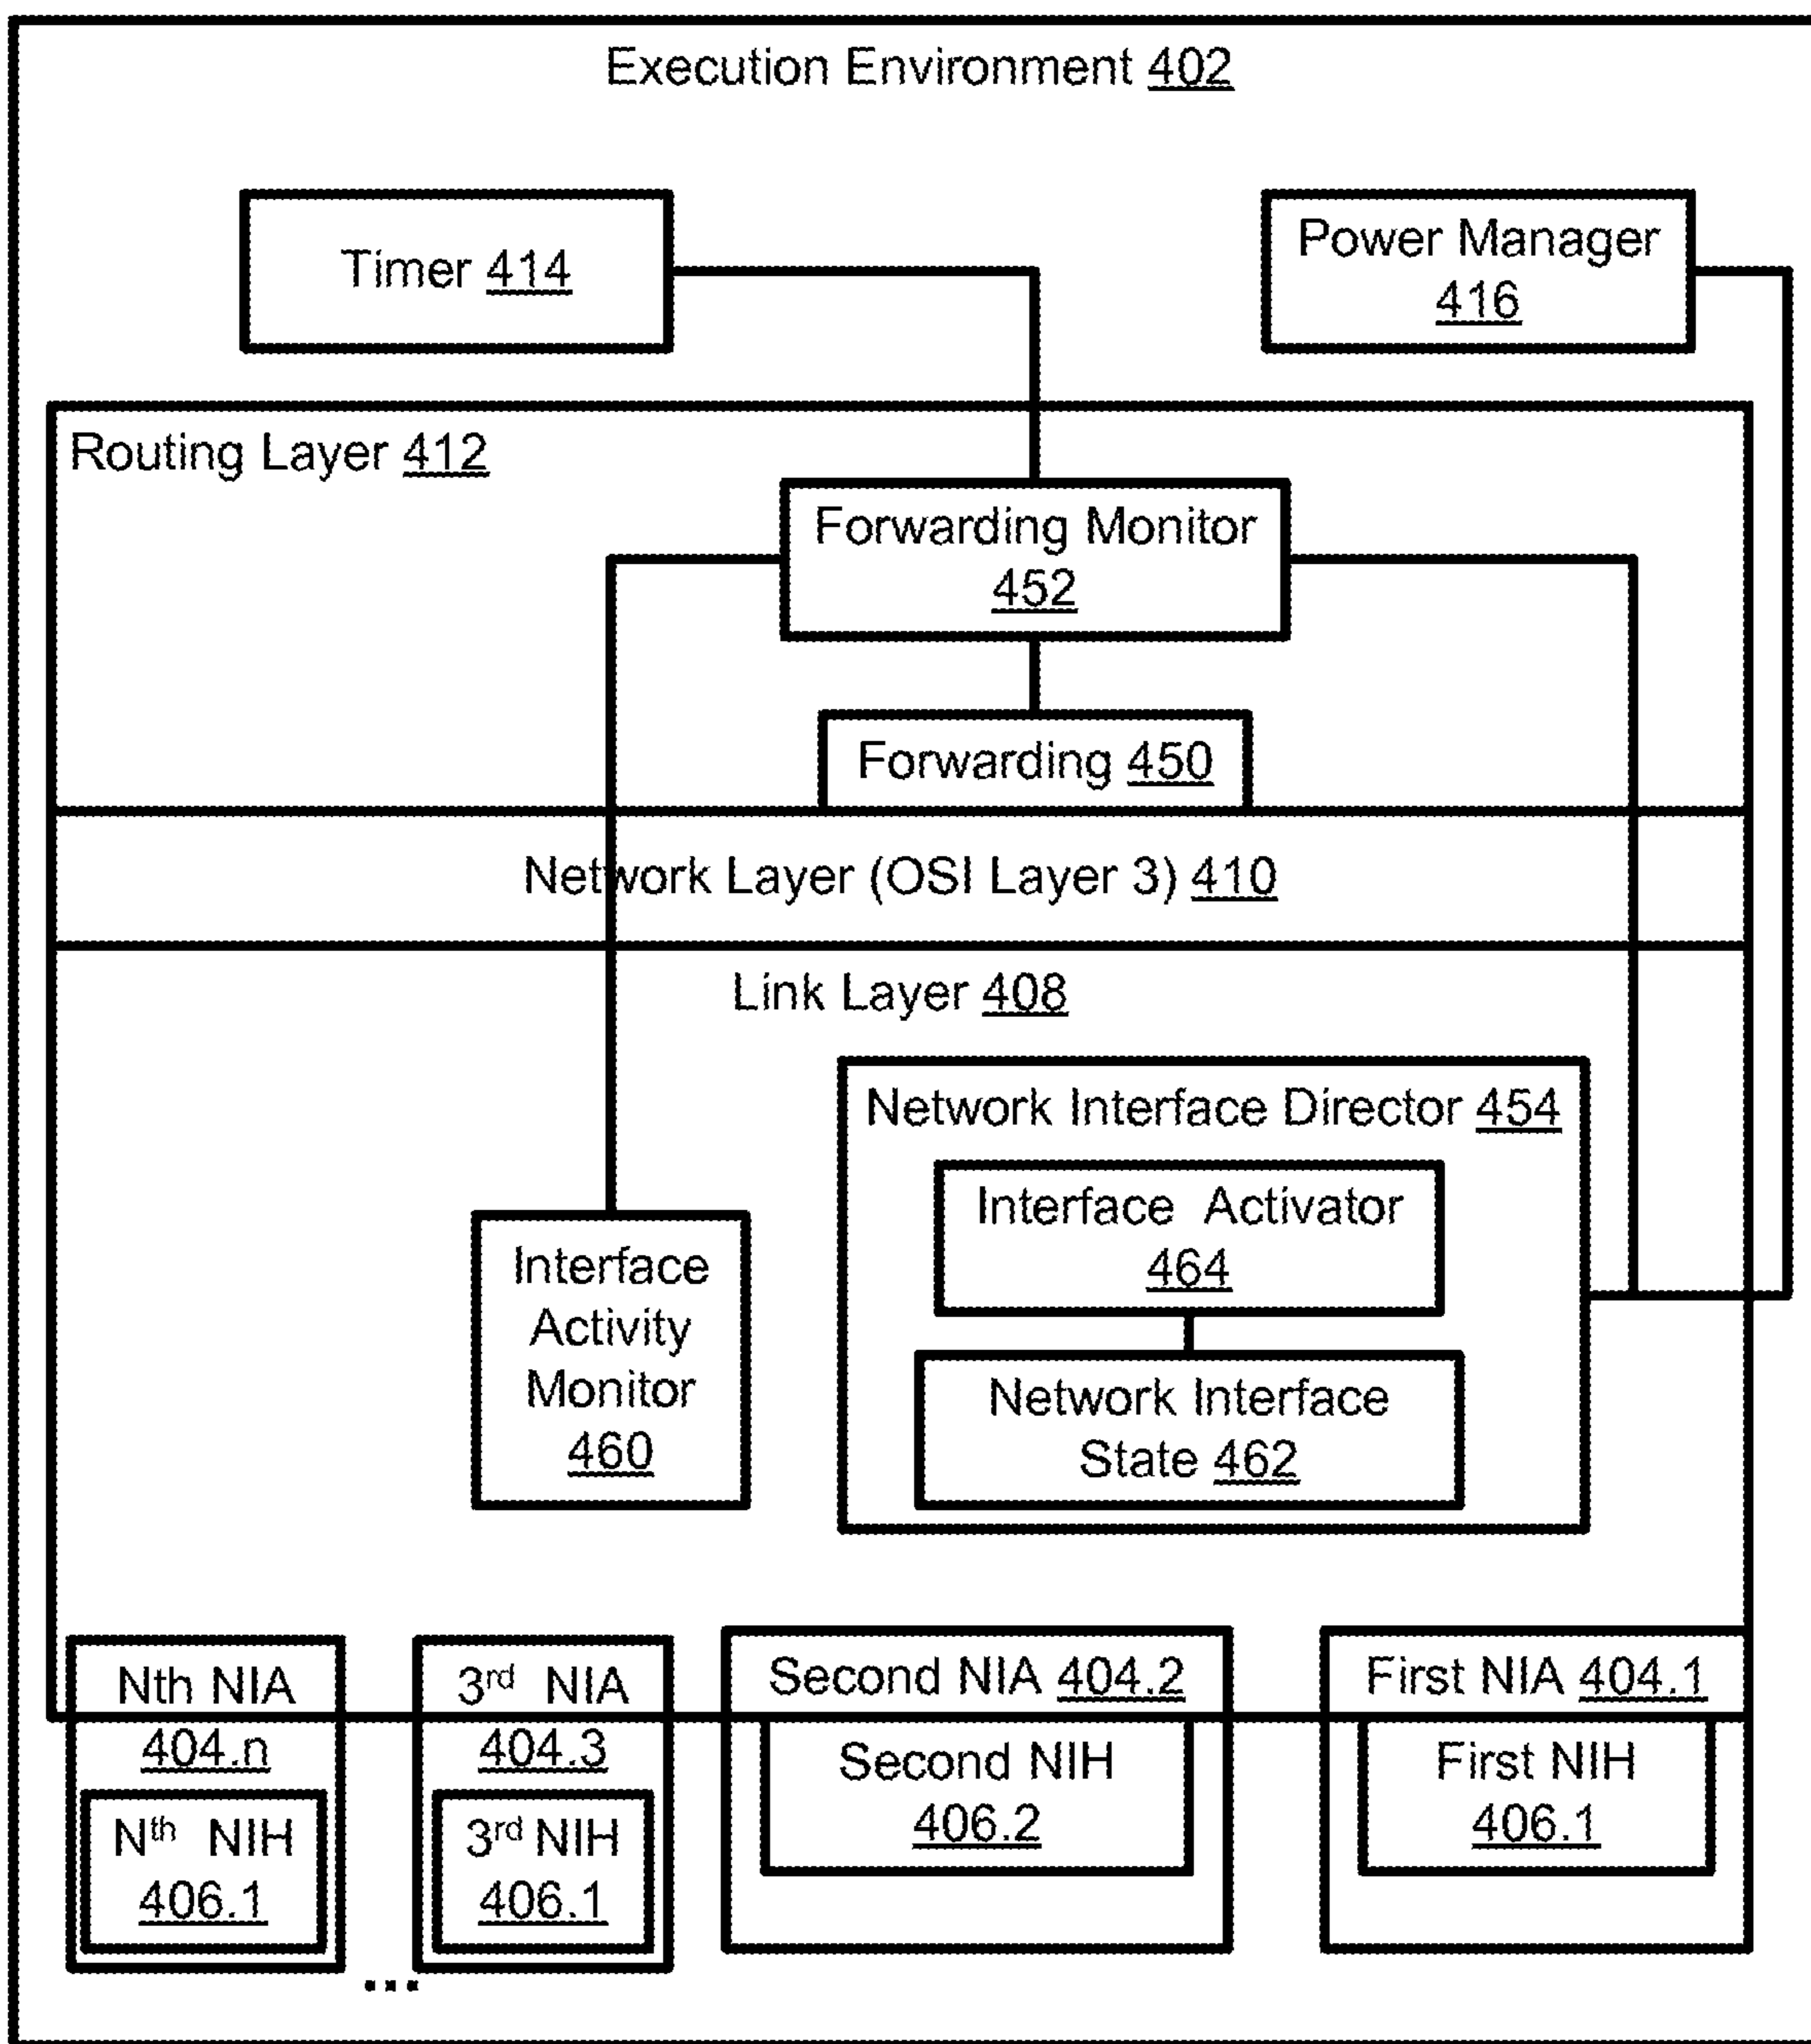 Execution Environment 402
Timer 414
Power Manager
416
Routing Layer 412
Forwarding Monitor
452
Forwarding 450
Network Layer (OSI Layer 3) 410
Link Layer 408
Network Interface Director 454
Interface Activator
464
Interface
Activity
Monitor
460
Network Interface
State 462
Nth NIA
404.n
Nth NIH
406.1
...
3rd NIA
404.3
3rd NIH
406.1
Second NIA 404.2
Second NIH
406.2
First NIA 404.1
First NIH
406.1